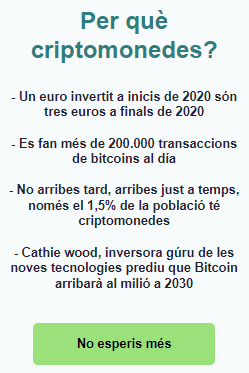 Per què
criptomonedes?
- Un euro invertit a inicis de 2020 són
tres euros a finals de 2020
- Es fan més de 200.000 transaccions
de bitcoins al día
- No arribes tard, arribes just a temps,
només el 1,5% de la població té
criptomonedes
- Cathie wood, inversora gúru de les
noves tecnologies prediu que Bitcoin
arribarà al milió a 2030
No esperis més